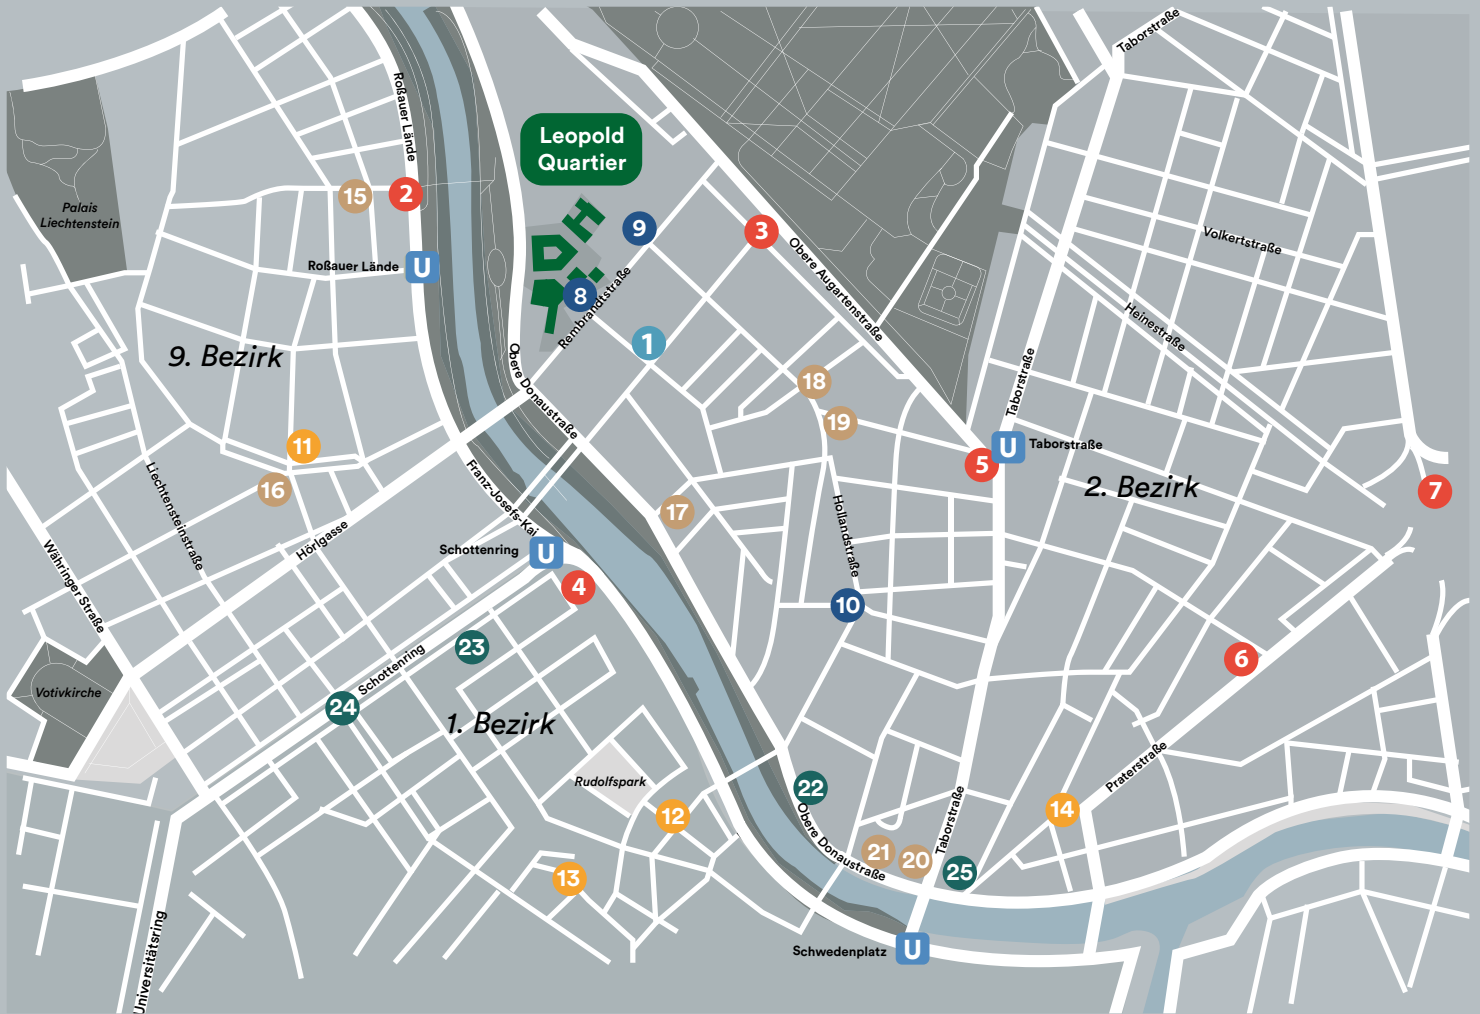 Taborstraße
Roßauer Lände
Leopold
Quartier
15
2
Palais
Liechtenstein
9
3
Volkertstraße
Roßauer Lände
U
Obere Augartenstraße
8
Rembrandtstraße
Heinestraße
1
9. Bezirk
Obere Donaustraße
Taborstraße
18
19
11
U
Taborstraße
5
16
2. Bezirk
7
Liechtensteinstraße
Franz-Josefs-Kai
17
Hollandstraße
Hörlgasse
Schottenring
U
Währinger Straße
4
10
23
6
Schottenring
Votivkirche
24
1. Bezirk
Praterstraße
Rudolfspark
22
12
14
Obere Donaustraße
Taborstraße
21
20
25
13
Universitätsring
Schwedenplatz
U